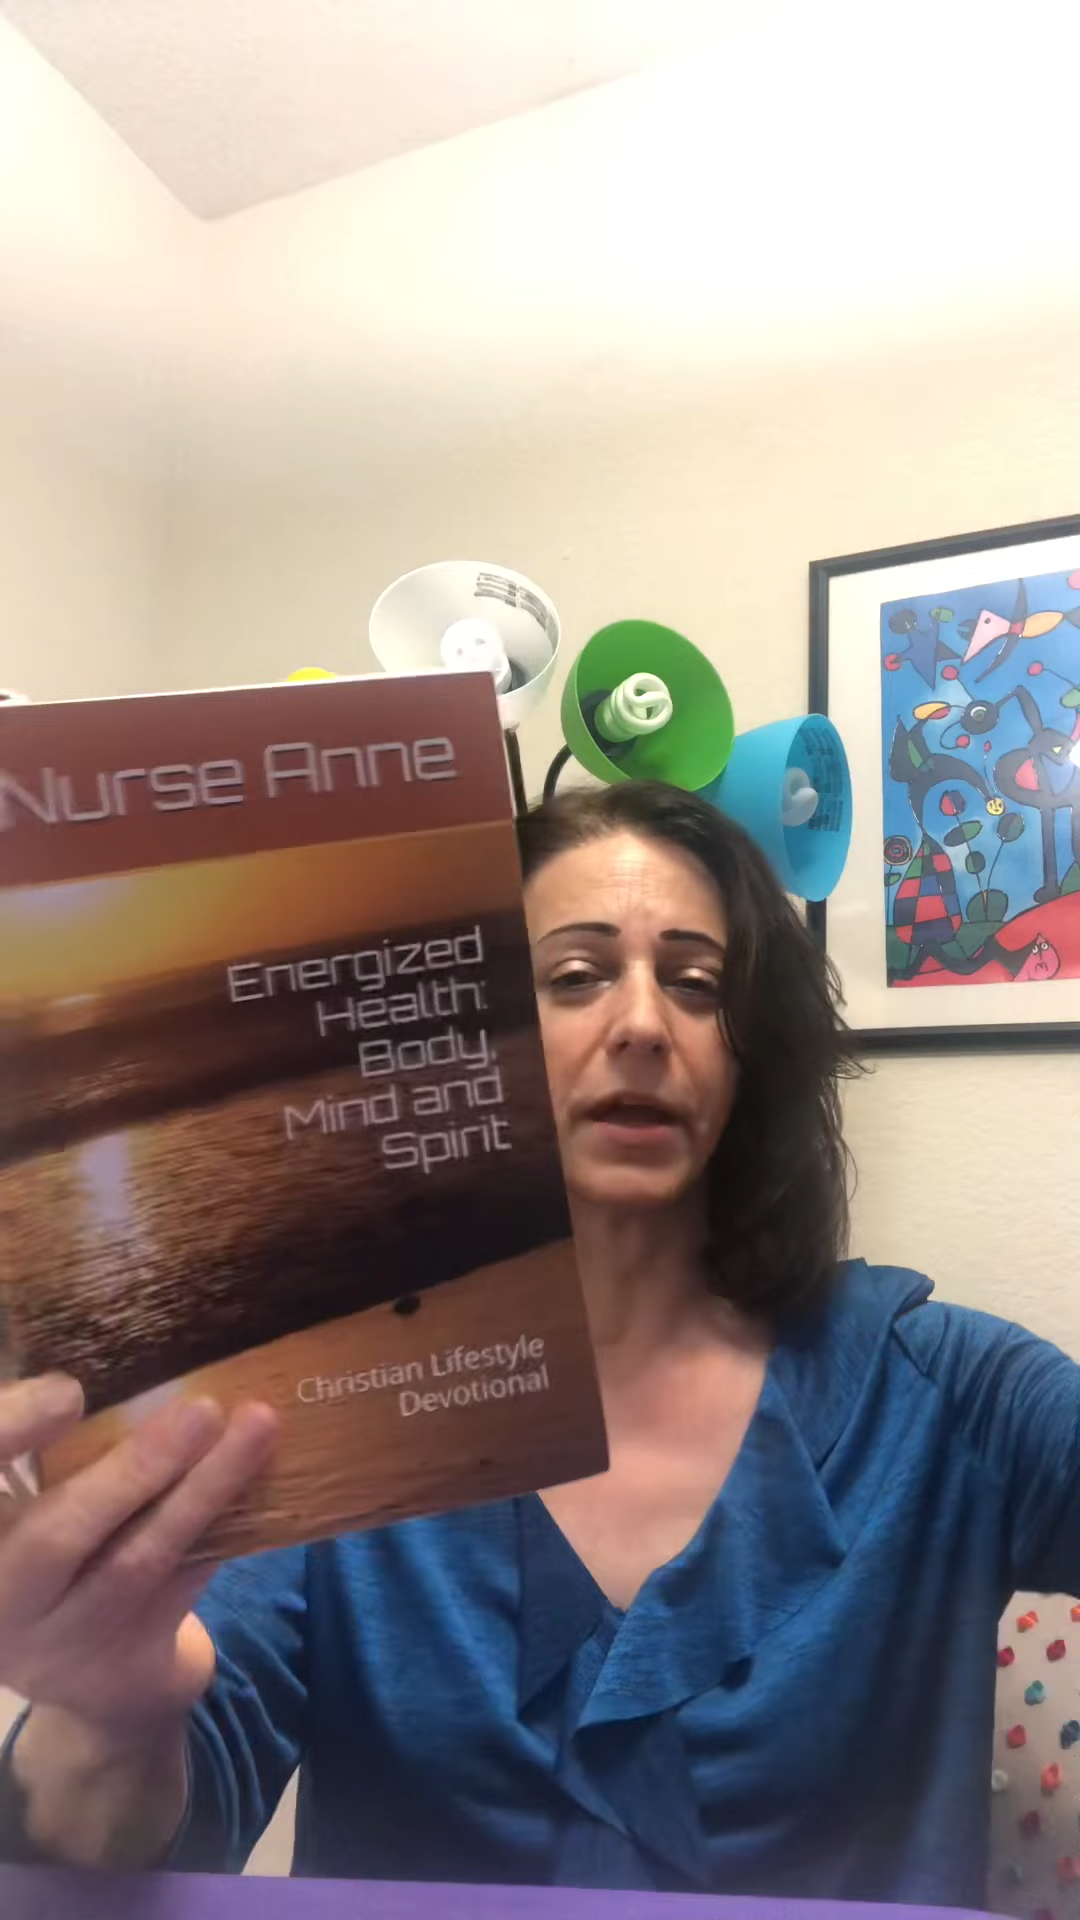 Nurse Anne
Energized
Health:
Body,
Mind and
Spirit
Christian Lifestyle
Devotional